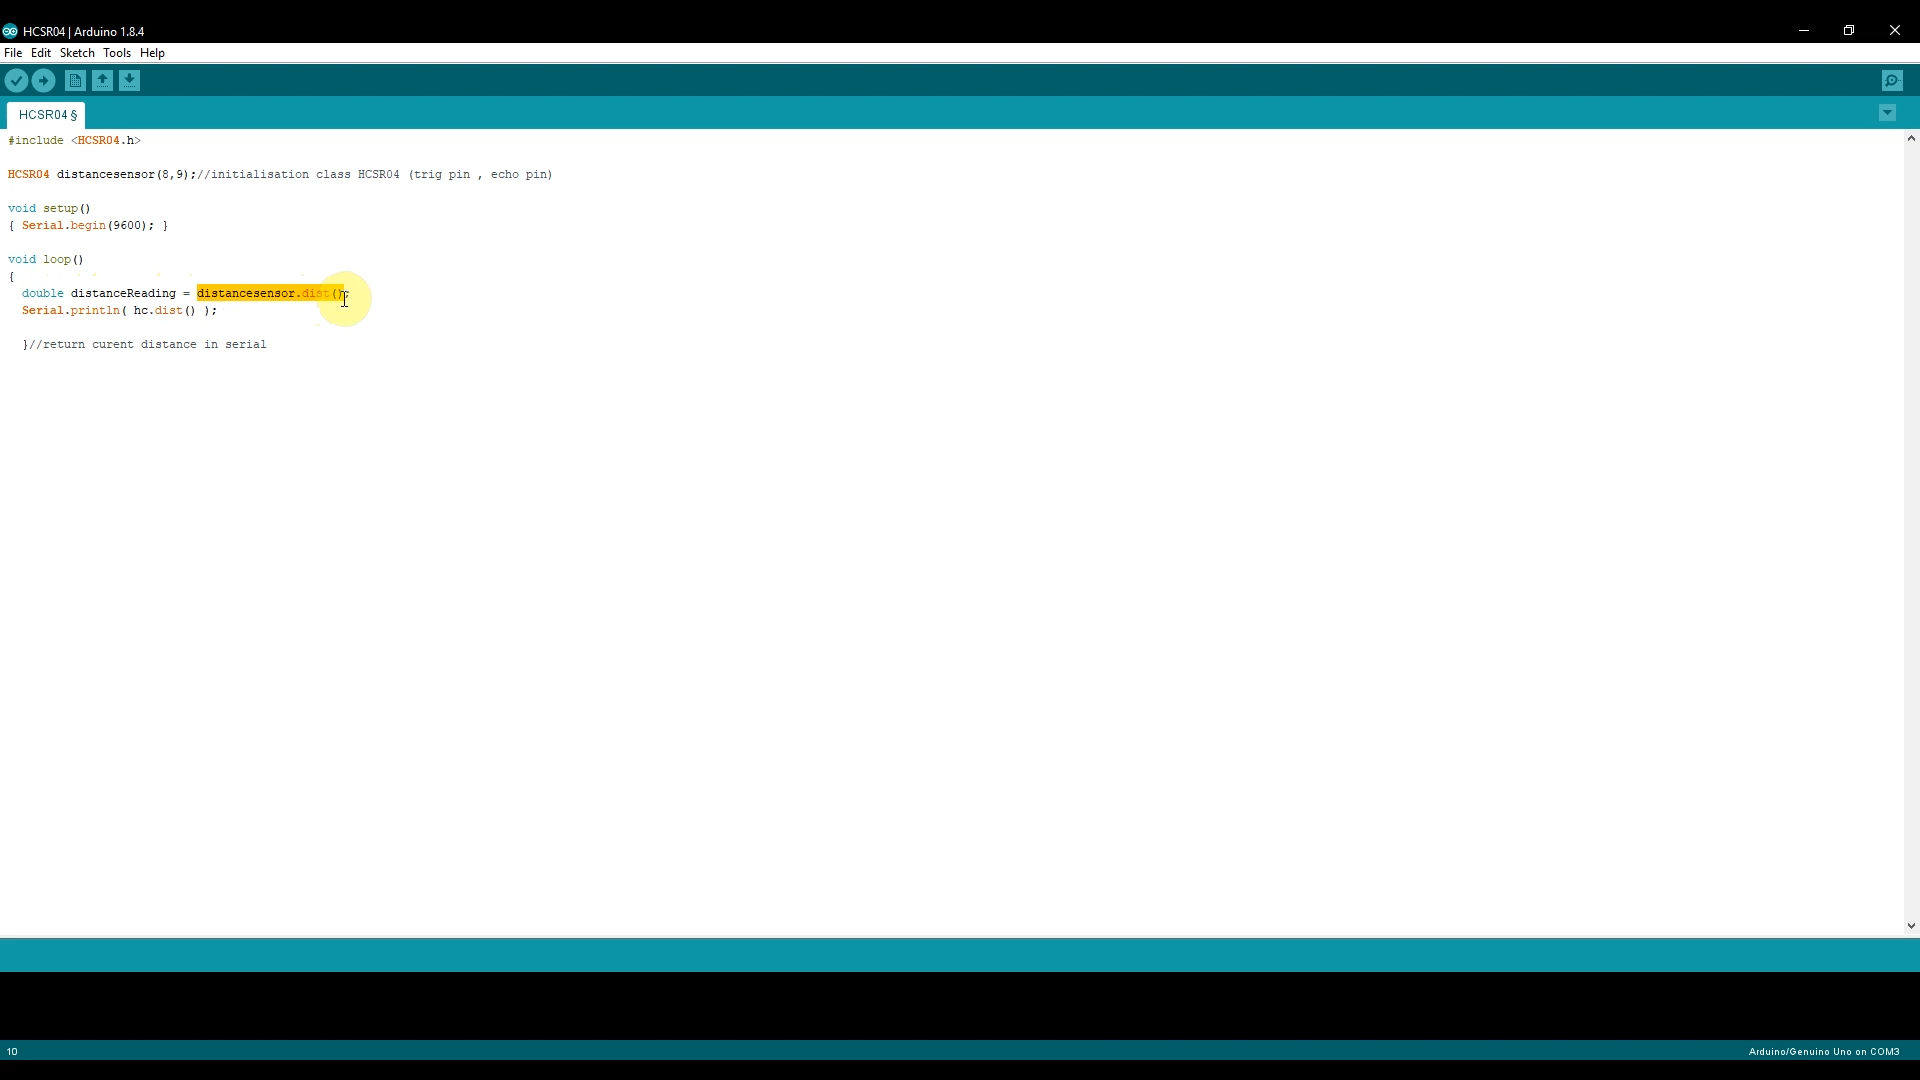 HCSR04 | Arduino 1.8.4
File Edit Sketch Tools Help
HCSR04 §
#include <HCSR04.h>
HCSR04 distancesensor(8,9);//initialisation class HCSR04 (trig pin , echo pin)
void setup()
{ Serial.begin(9600); }
void loop()
{
double distanceReading = distancesensor.dist();
Serial.println( hc.dist() );
}//return curent distance in serial
10
Arduino/Genuino Uno on COM3